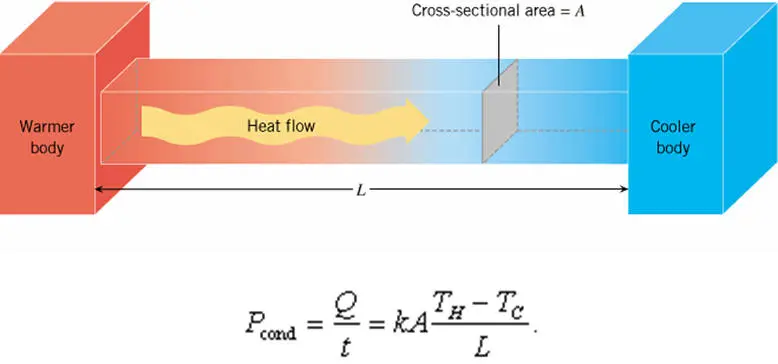 Cross-sectional area = A
Warmer
body
Heat flow
Cooler
body
L
P_cond = Q/t = kA (T_H − T_C)/L.